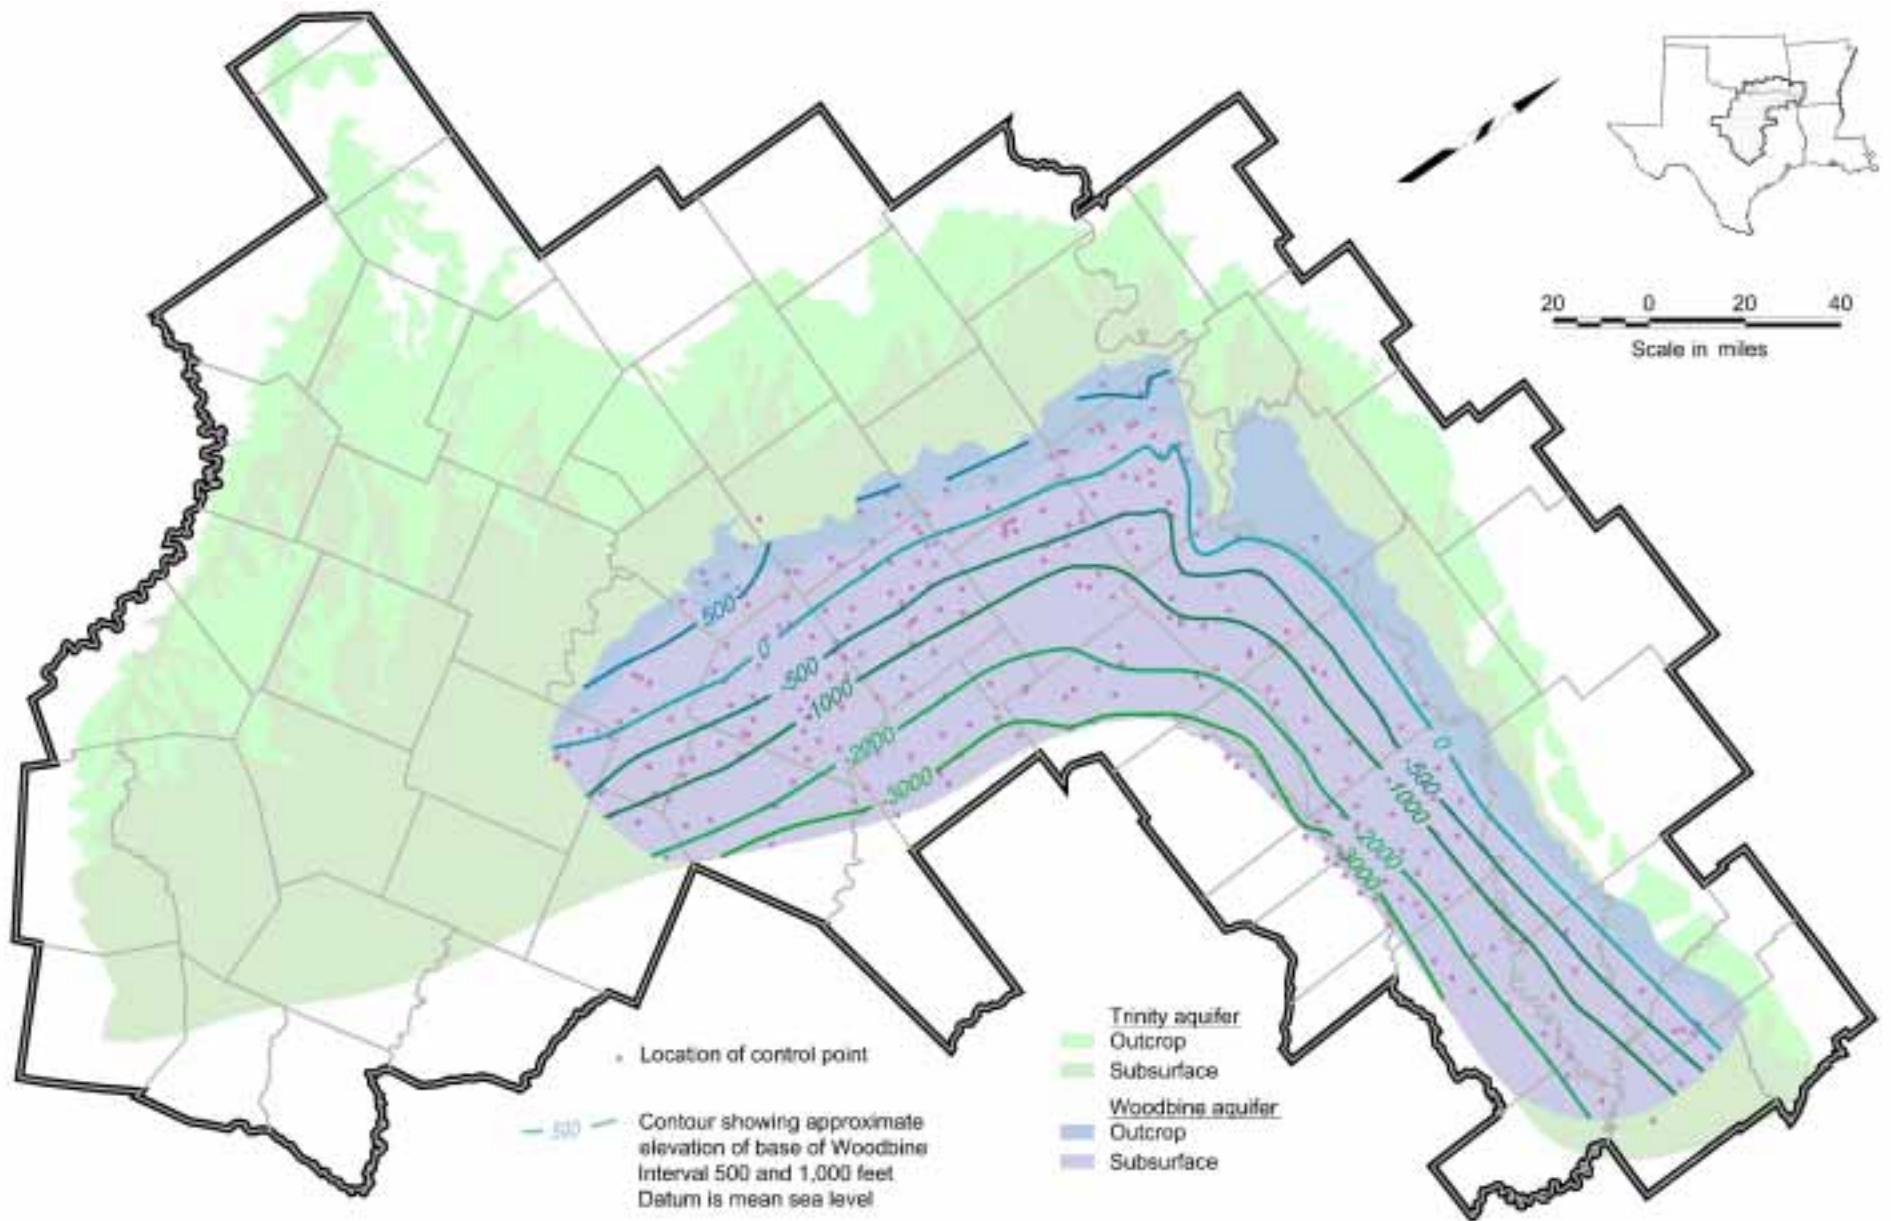 20 0 20 40
Scale in miles
500
0
-500
-1000
-2000
-3000
0
-500
-1000
-2000
-3000
Location of control point
500
Contour showing approximate
elevation of base of Woodbine
Interval 500 and 1,000 feet
Datum is mean sea level
Trinity aquifer
Outcrop
Subsurface
Woodbine aquifer
Outcrop
Subsurface